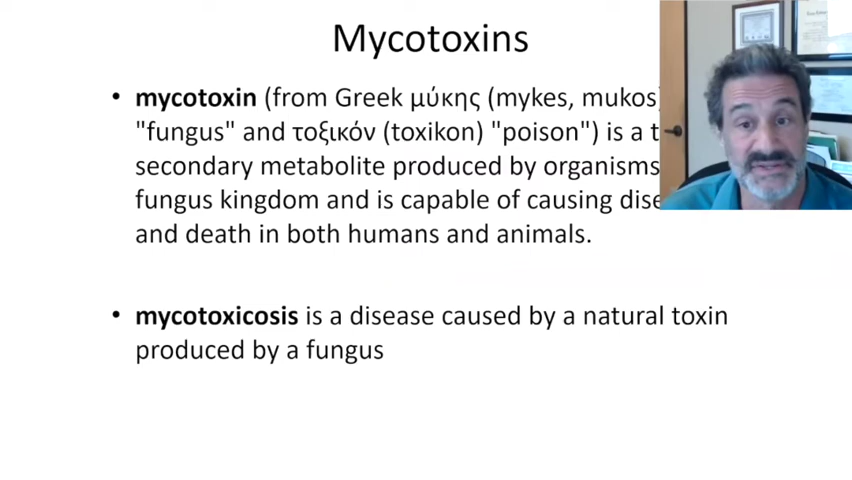 Mycotoxins
• mycotoxin (from Greek μύκης (mykes, mukos)
"fungus" and τοξικόν (toxikon) "poison") is a t
secondary metabolite produced by organisms
fungus kingdom and is capable of causing dise
and death in both humans and animals.
• mycotoxicosis is a disease caused by a natural toxin
produced by a fungus